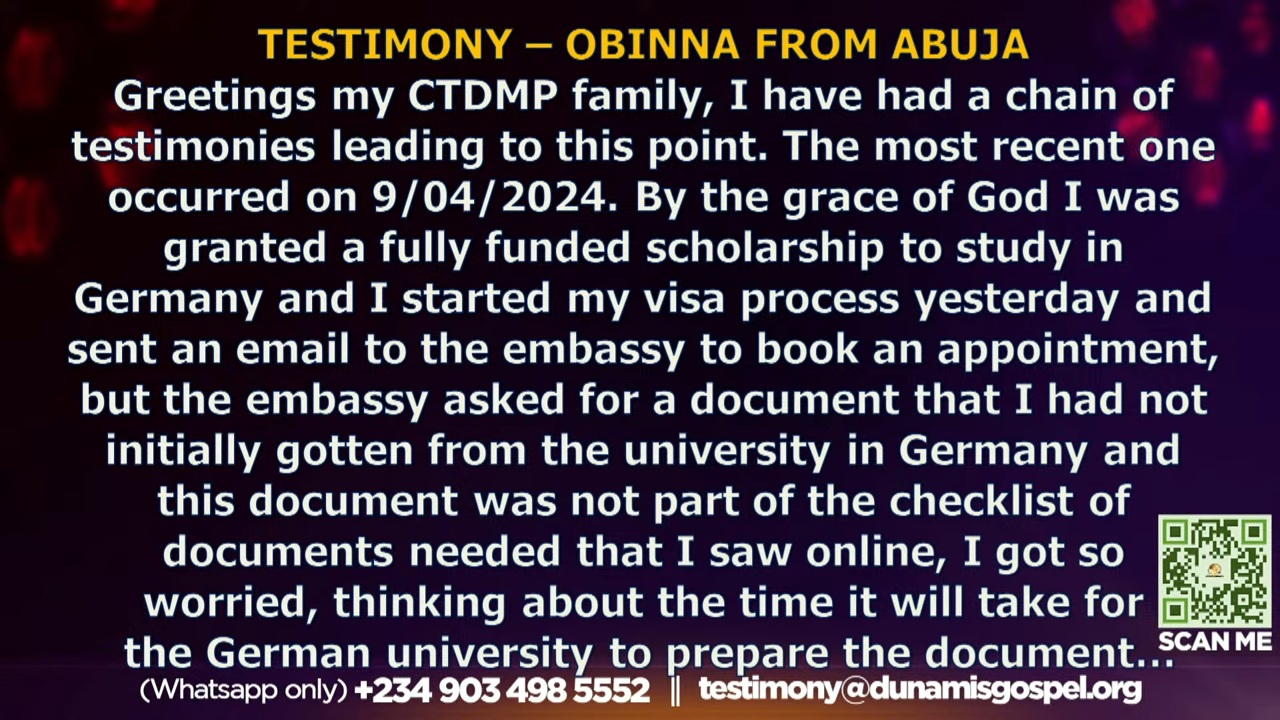 TESTIMONY – OBINNA FROM ABUJA
Greetings my CTDMP family, I have had a chain of
testimonies leading to this point. The most recent one
occurred on 9/04/2024. By the grace of God I was
granted a fully funded scholarship to study in
Germany and I started my visa process yesterday and
sent an email to the embassy to book an appointment,
but the embassy asked for a document that I had not
initially gotten from the university in Germany and
this document was not part of the checklist of
documents needed that I saw online, I got so
worried, thinking about the time it will take for
the German university to prepare the document...
SCAN ME
(Whatsapp only) +234 903 498 5552 || testimony@dunamisgospel.org